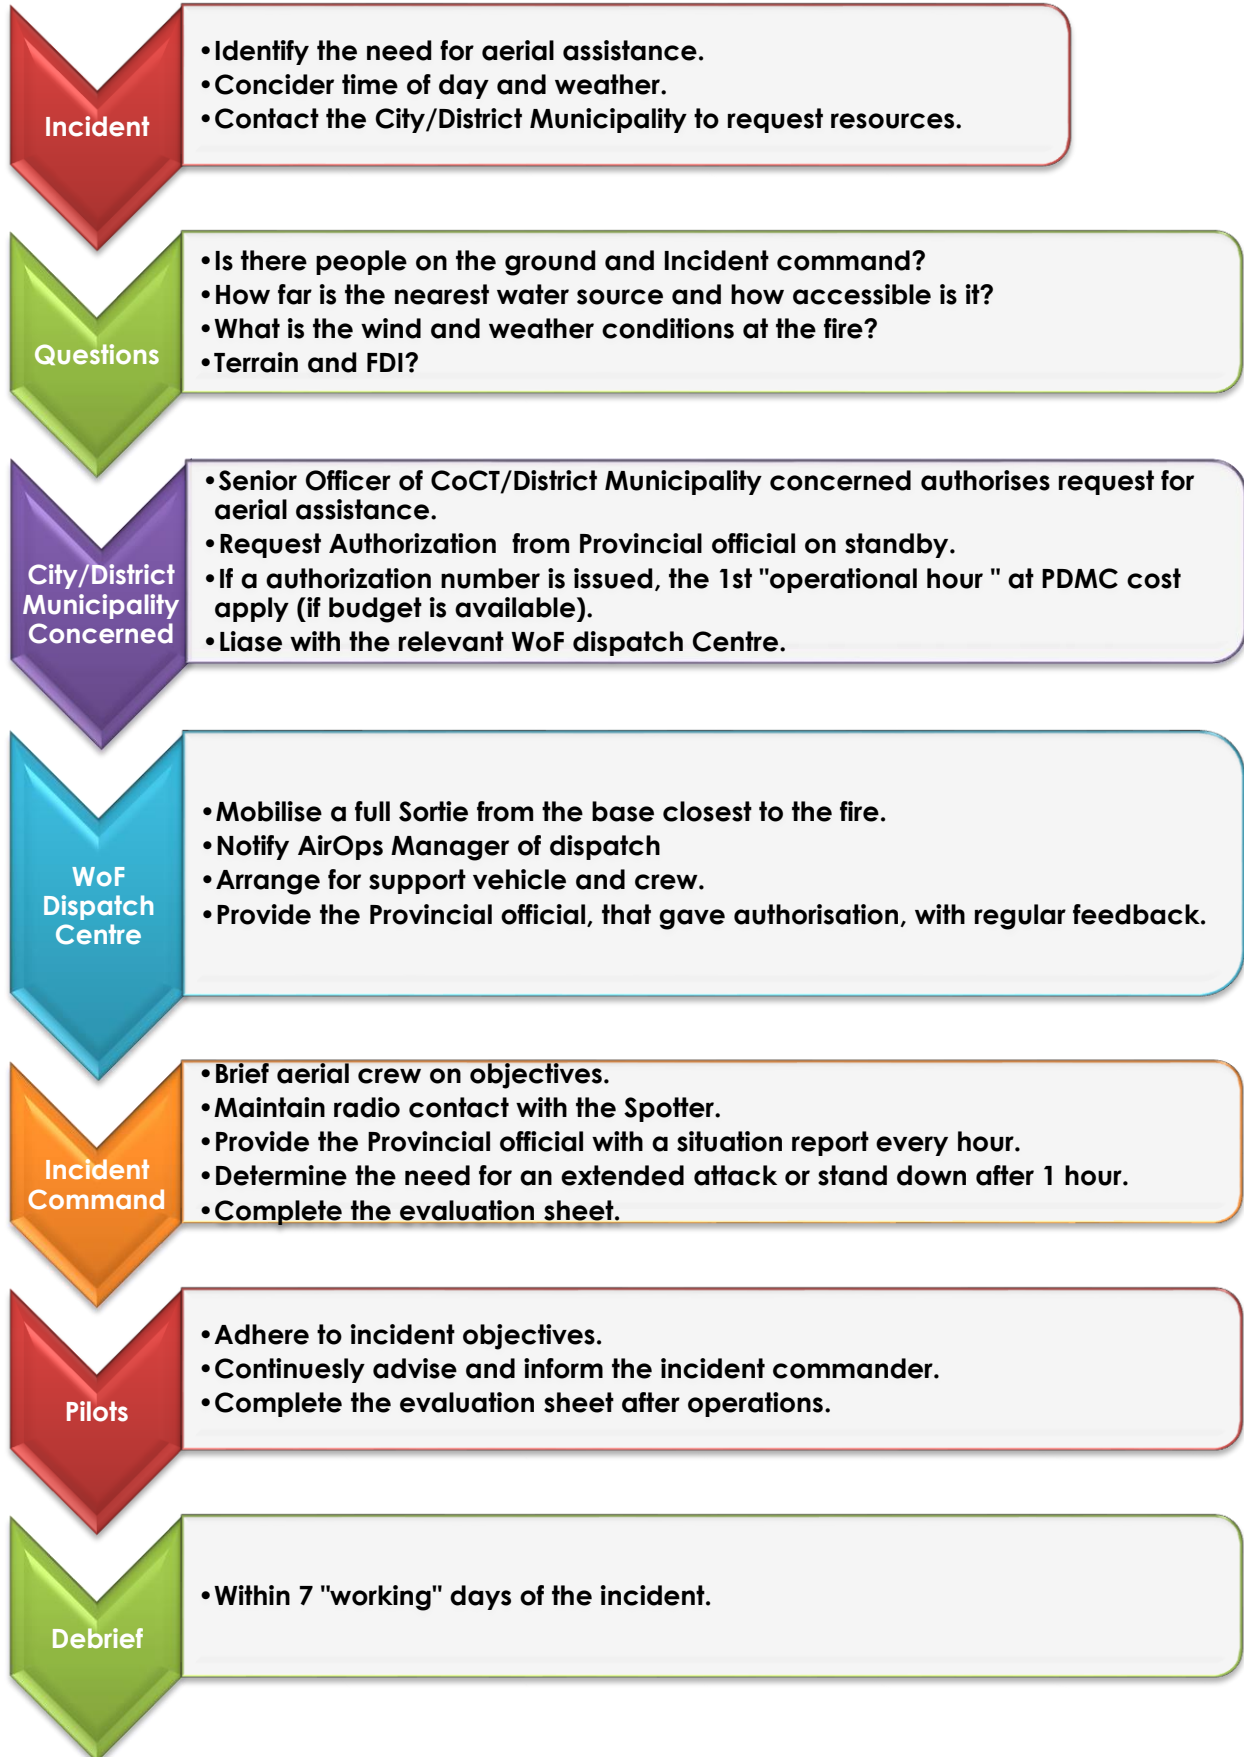 Incident
•Identify the need for aerial assistance.
•Concider time of day and weather.
•Contact the City/District Municipality to request resources.
Questions
•Is there people on the ground and Incident command?
•How far is the nearest water source and how accessible is it?
•What is the wind and weather conditions at the fire?
•Terrain and FDI?
City/District
Municipality
Concerned
•Senior Officer of CoCT/District Municipality concerned authorises request for
aerial assistance.
•Request Authorization from Provincial official on standby.
•If a authorization number is issued, the 1st "operational hour " at PDMC cost
apply (if budget is available).
•Liase with the relevant WoF dispatch Centre.
WoF
Dispatch
Centre
•Mobilise a full Sortie from the base closest to the fire.
•Notify AirOps Manager of dispatch
•Arrange for support vehicle and crew.
•Provide the Provincial official, that gave authorisation, with regular feedback.
Incident
Command
•Brief aerial crew on objectives.
•Maintain radio contact with the Spotter.
•Provide the Provincial official with a situation report every hour.
•Determine the need for an extended attack or stand down after 1 hour.
•Complete the evaluation sheet.
Pilots
•Adhere to incident objectives.
•Continuesly advise and inform the incident commander.
•Complete the evaluation sheet after operations.
Debrief
•Within 7 "working" days of the incident.